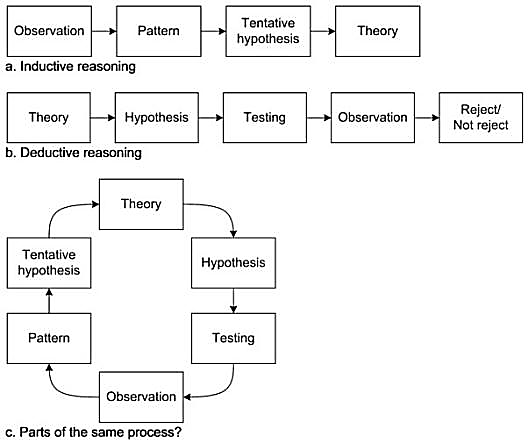 Observation
Pattern
Tentative
hypothesis
Theory
a. Inductive reasoning
Theory
Hypothesis
Testing
Observation
Reject/
Not reject
b. Deductive reasoning
Theory
Tentative
hypothesis
Hypothesis
Pattern
Testing
Observation
c. Parts of the same process?